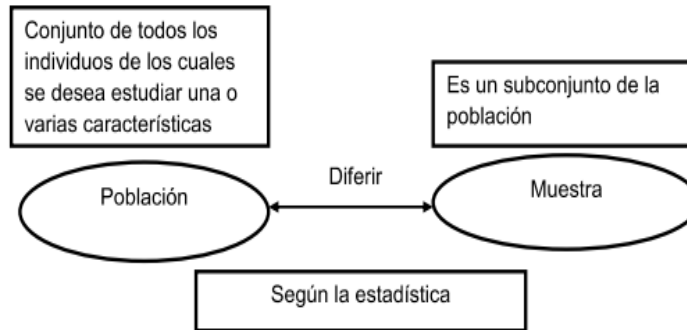 Conjunto de todos los
individuos de los cuales
se desea estudiar una o
varias características
Es un subconjunto de la
población
Población
Diferir
Muestra
Según la estadística